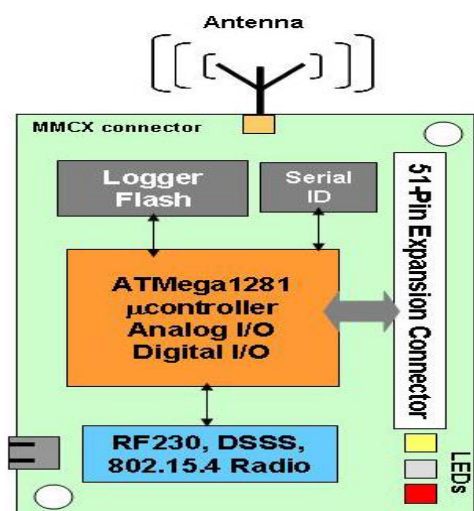 Antenna
MMCX connector
Logger
Flash
Serial
ID
51-Pin Expansion Connector
ATMega1281
μcontroller
Analog I/O
Digital I/O
RF230, DSSS,
802.15.4 Radio
LEDs